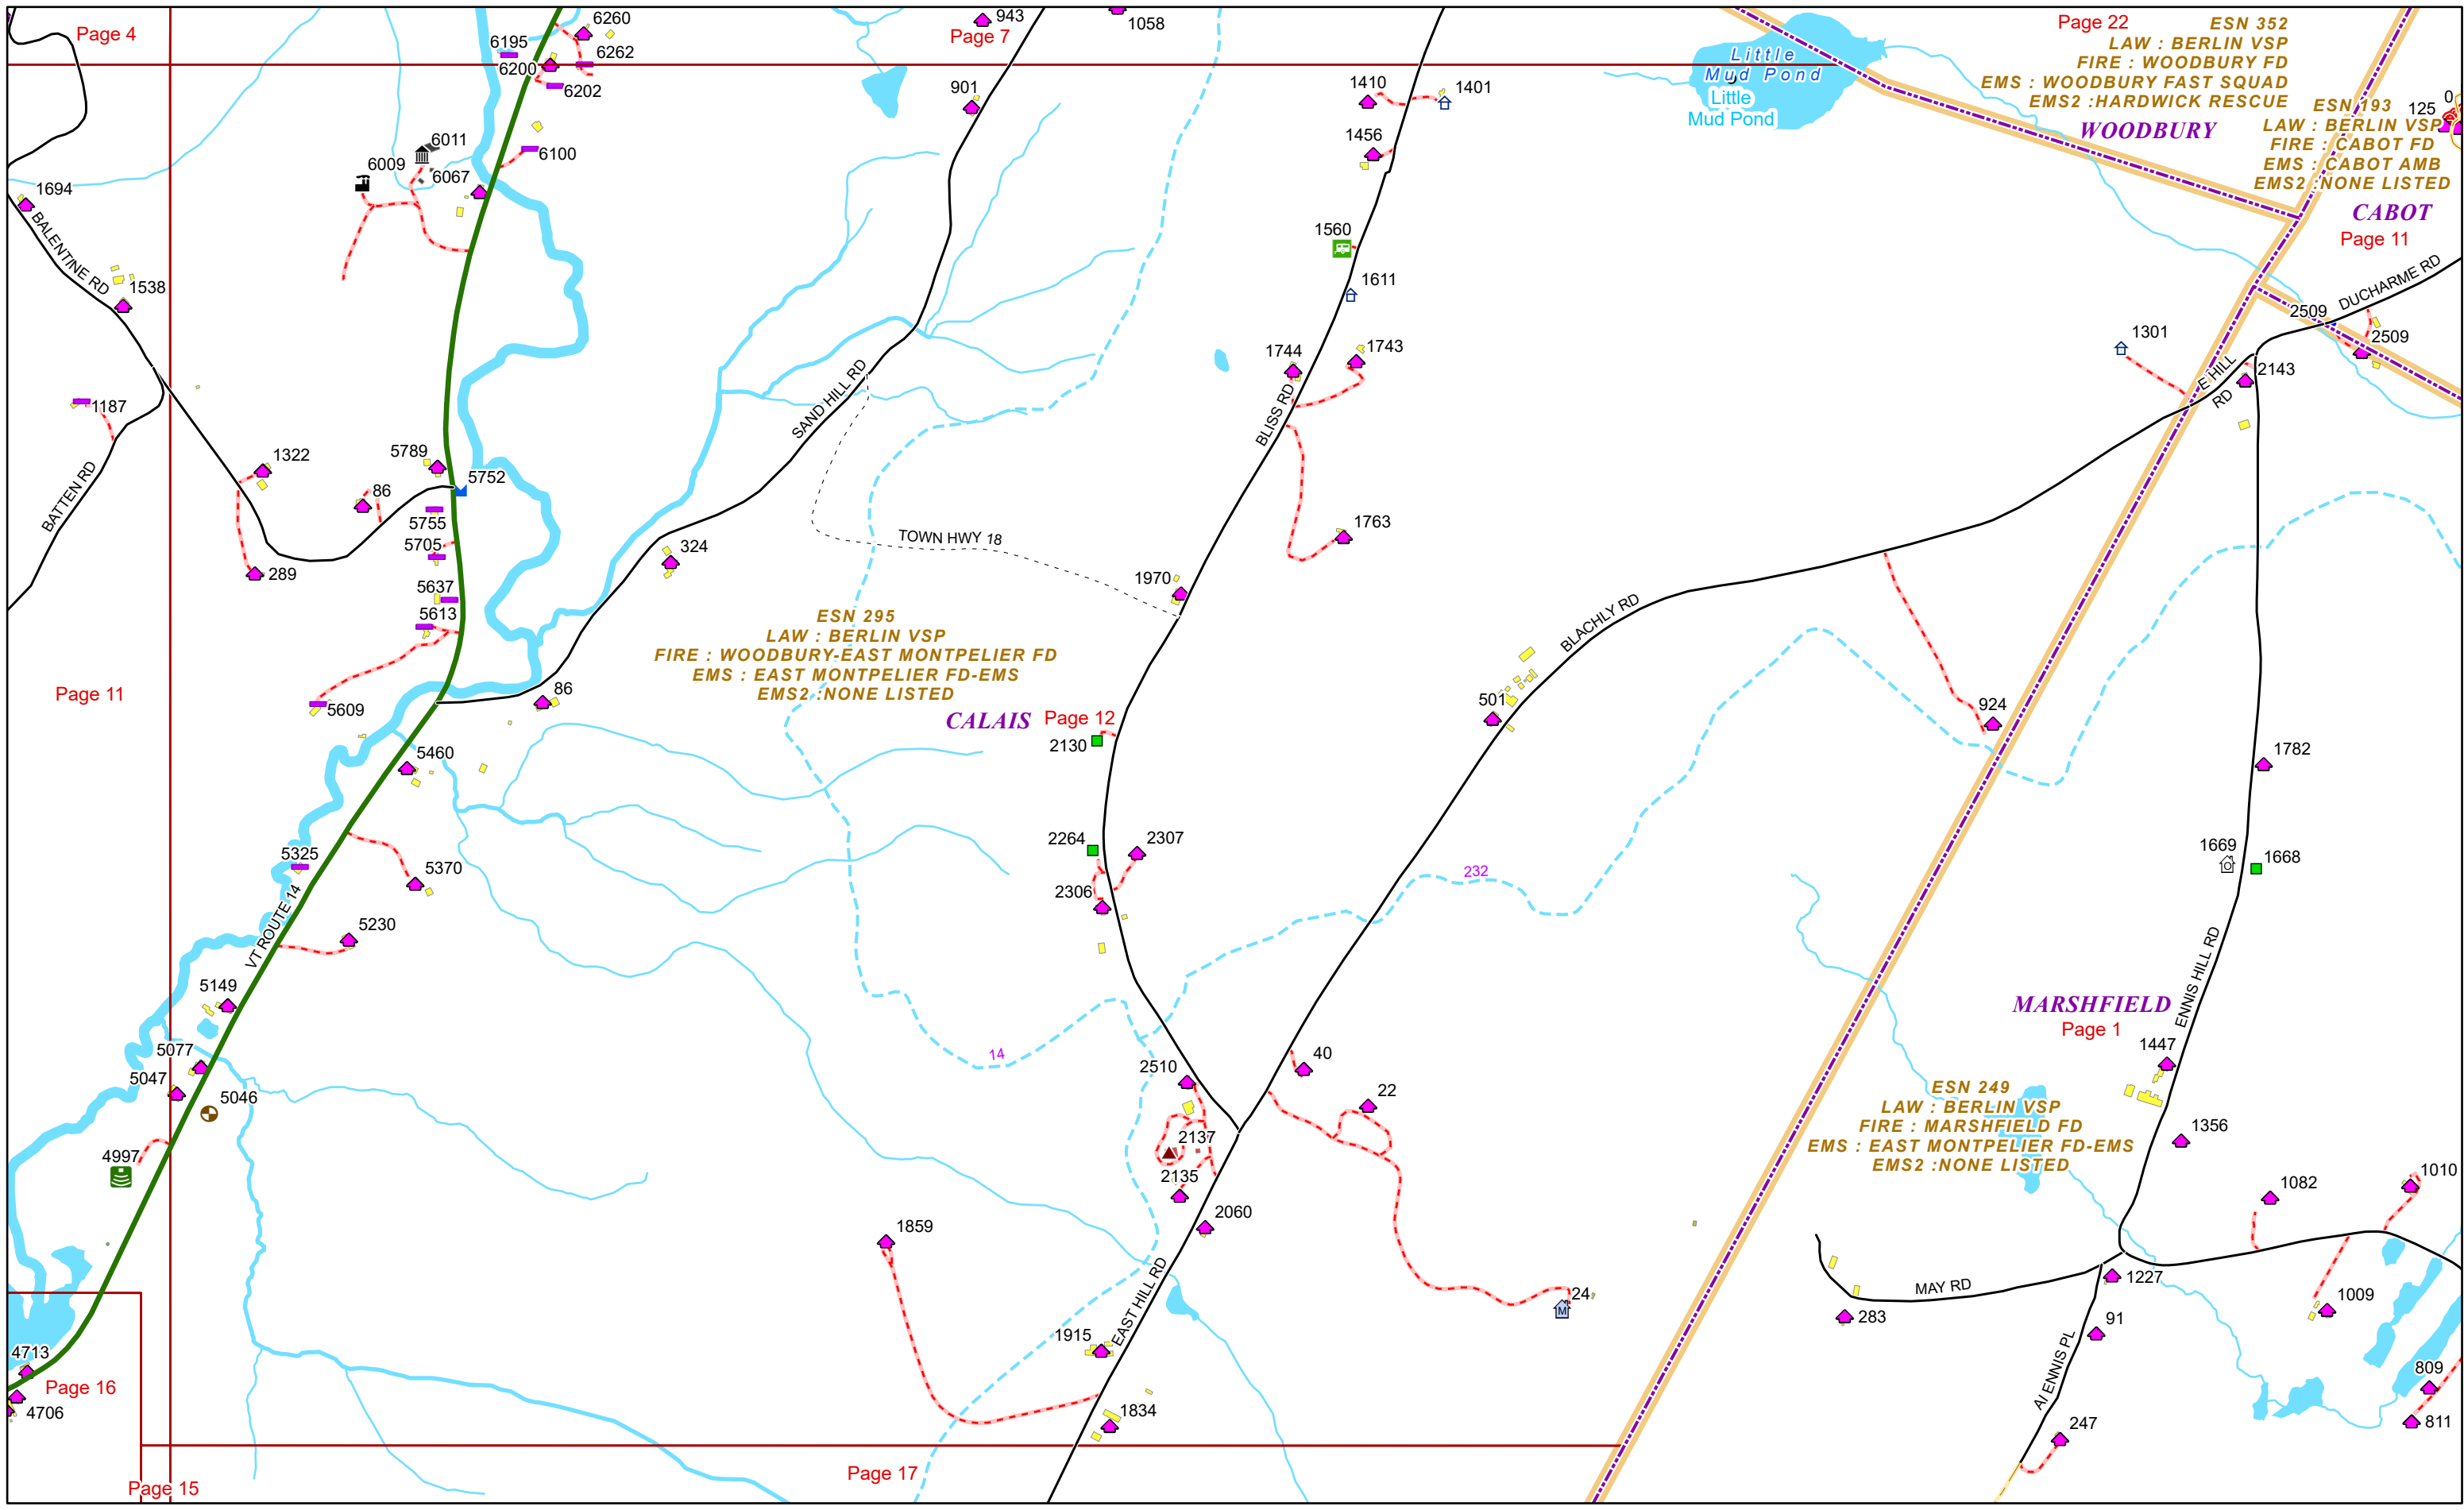 Page 4
6260
943
Page 7
1058
Page 22
ESN 352
LAW : BERLIN VSP
FIRE : WOODBURY FD
EMS : WOODBURY FAST SQUAD
EMS2 :HARDWICK RESCUE
WOODBURY
6195
6262
6200
6202
Little
Mud Pond
Little
Mud Pond
901
1410
1401
ESN 193
LAW : BERLIN VSP
FIRE : CABOT FD
EMS : CABOT AMB
EMS2 :NONE LISTED
125
0
CABOT
Page 11
6011
6009
6067
6100
1456
1694
BALENTINE RD
1560
1538
1611
DUCHARME RD
2509
2509
1301
1744
1743
E HILL
RD
2143
1187
SAND HILL RD
BLISS RD
BATTEN RD
1322
5789
5752
86
5755
5705
1763
TOWN HWY 18
324
289
1970
5637
5613
BLACHLY RD
ESN 295
LAW : BERLIN VSP
FIRE : WOODBURY-EAST MONTPELIER FD
EMS : EAST MONTPELIER FD-EMS
EMS2 :NONE LISTED
CALAIS
Page 12
Page 11
5609
86
501
924
2130
5460
1782
2264
2307
5325
5370
2306
232
1669
1668
VT ROUTE 14
5230
ENNIS HILL RD
5149
MARSHFIELD
Page 1
5077
14
40
1447
5047
2510
5046
22
ESN 249
LAW : BERLIN VSP
FIRE : MARSHFIELD FD
EMS : EAST MONTPELIER FD-EMS
EMS2 :NONE LISTED
2137
1356
4997
2135
1082
1010
2060
1859
EAST HILL RD
24
M
MAY RD
1227
1009
283
91
1915
4713
AI ENNIS PL
Page 16
809
4706
1834
811
247
Page 17
Page 15